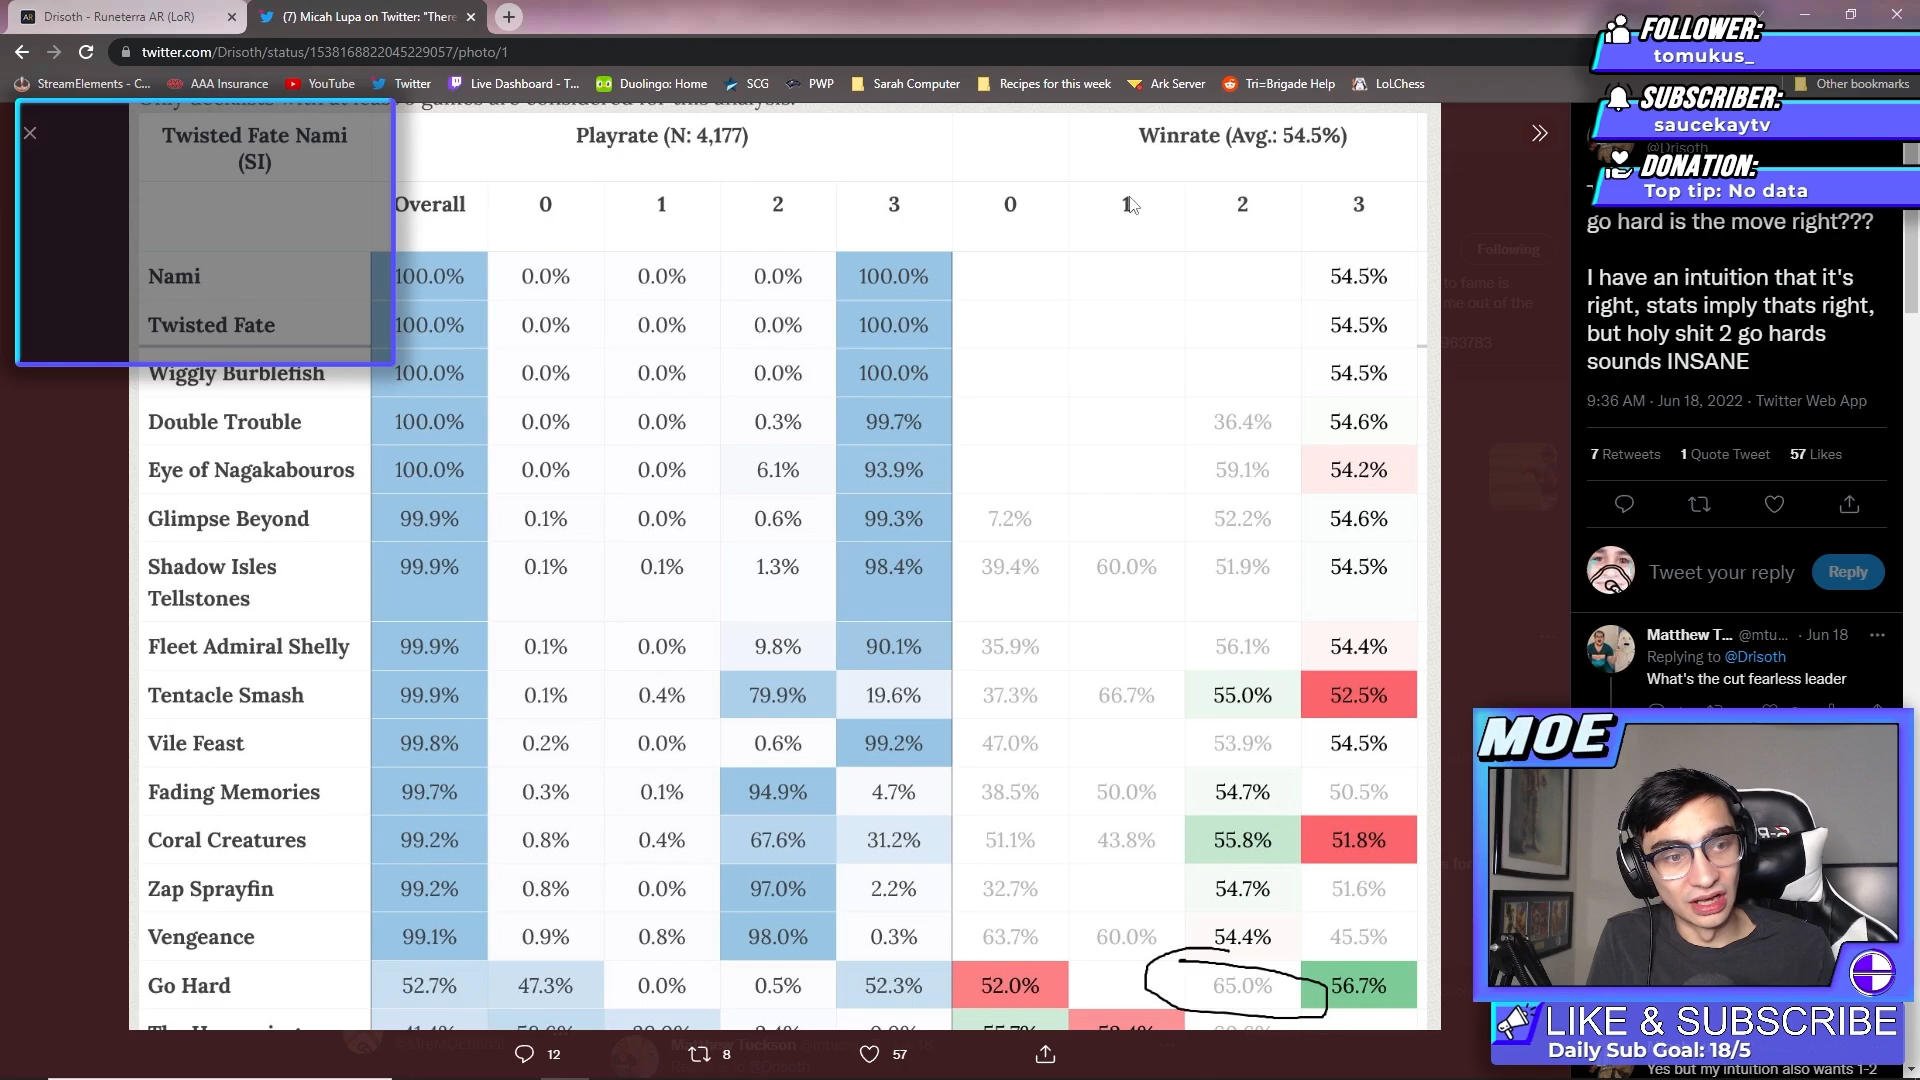 Drisoth - Runeterra AR (LoR)
(7) Micah Lupa on Twitter: "There
twitter.com/Drisoth/status/1538168822045229057/photo/1
StreamElements - C...
AAA Insurance
YouTube
Twitter
Live Dashboard - T...
Duolingo: Home
SCG
PWP
Sarah Computer
Recipes for this week
Ark Server
Tri=Brigade Help
LoLChess
Other bookmarks
FOLLOWER:
tomukus_
SUBSCRIBER:
saucekaytv
@Drisoth
DONATION:
Top tip: No data
Twisted Fate Nami
(SI)
Playrate (N: 4,177)
Winrate (Avg.: 54.5%)
Overall 0 1 2 3 0 1 2 3
Nami 100.0% 0.0% 0.0% 0.0% 100.0% 54.5%
Twisted Fate 100.0% 0.0% 0.0% 0.0% 100.0% 54.5%
Wiggly Burblefish 100.0% 0.0% 0.0% 0.0% 100.0% 54.5%
Double Trouble 100.0% 0.0% 0.0% 0.3% 99.7% 36.4% 54.6%
Eye of Nagakabouros 100.0% 0.0% 0.0% 6.1% 93.9% 59.1% 54.2%
Glimpse Beyond 99.9% 0.1% 0.0% 0.6% 99.3% 7.2% 52.2% 54.6%
Shadow Isles
Tellstones 99.9% 0.1% 0.1% 1.3% 98.4% 39.4% 60.0% 51.9% 54.5%
Fleet Admiral Shelly 99.9% 0.1% 0.0% 9.8% 90.1% 35.9% 56.1% 54.4%
Tentacle Smash 99.9% 0.1% 0.4% 79.9% 19.6% 37.3% 66.7% 55.0% 52.5%
Vile Feast 99.8% 0.2% 0.0% 0.6% 99.2% 47.0% 53.9% 54.5%
Fading Memories 99.7% 0.3% 0.1% 94.9% 4.7% 38.5% 50.0% 54.7% 50.5%
Coral Creatures 99.2% 0.8% 0.4% 67.6% 31.2% 51.1% 43.8% 55.8% 51.8%
Zap Sprayfin 99.2% 0.8% 0.0% 97.0% 2.2% 32.7% 54.7% 51.6%
Vengeance 99.1% 0.9% 0.8% 98.0% 0.3% 63.7% 60.0% 54.4% 45.5%
Go Hard 52.7% 47.3% 0.0% 0.5% 52.3% 52.0% 65.0% 56.7%
12
8
57
go hard is the move right???
I have an intuition that it's
right, stats imply thats right,
but holy shit 2 go hards
sounds INSANE
9:36 AM · Jun 18, 2022 · Twitter Web App
7 Retweets 1 Quote Tweet 57 Likes
Tweet your reply
Reply
Matthew T... @mtu... · Jun 18
Replying to @Drisoth
What's the cut fearless leader
MOE
LIKE & SUBSCRIBE
Daily Sub Goal: 18/5
Yes but my intuition also wants 1-2
Following